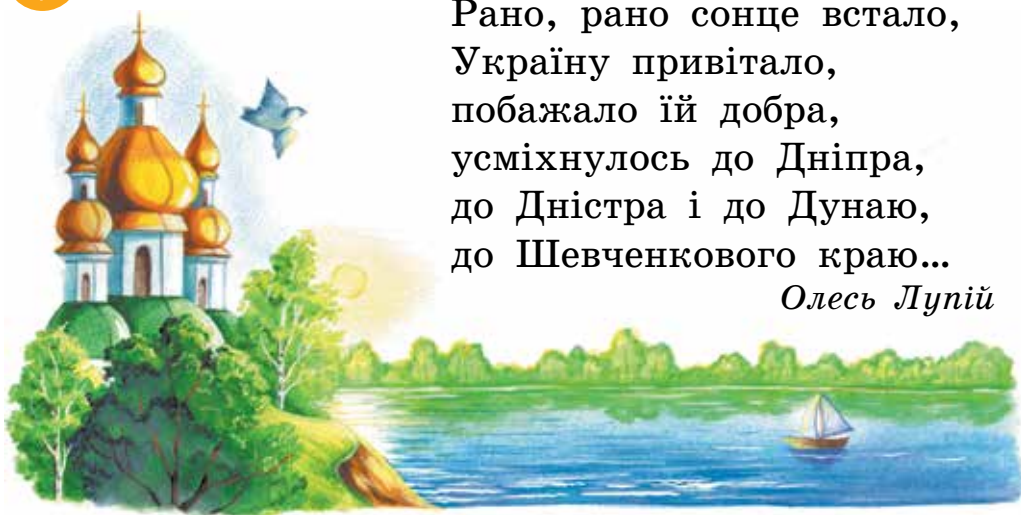 Рано, рано сонце встало,
Україну привітало,
побажало їй добра,
усміхнулось до Дніпра,
до Дністра і до Дунаю,
до Шевченкового краю...
Олесь Лупій